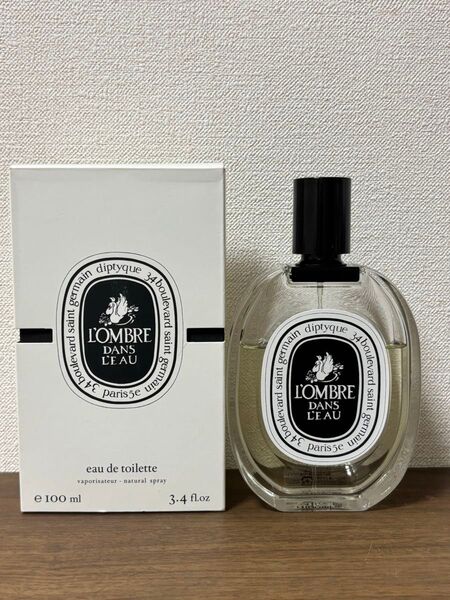 34 boulevard saint germain diptyque
L'OMBRE
DANS
L'EAU
paris 5e
eau de toilette
vaporisateur - natural spray
e 100 ml
3.4 fl.oz
34 boulevard saint germain diptyque
L'OMBRE
DANS
L'EAU
34 boulevard saint germain
paris 5e
34 boulevard saint germain